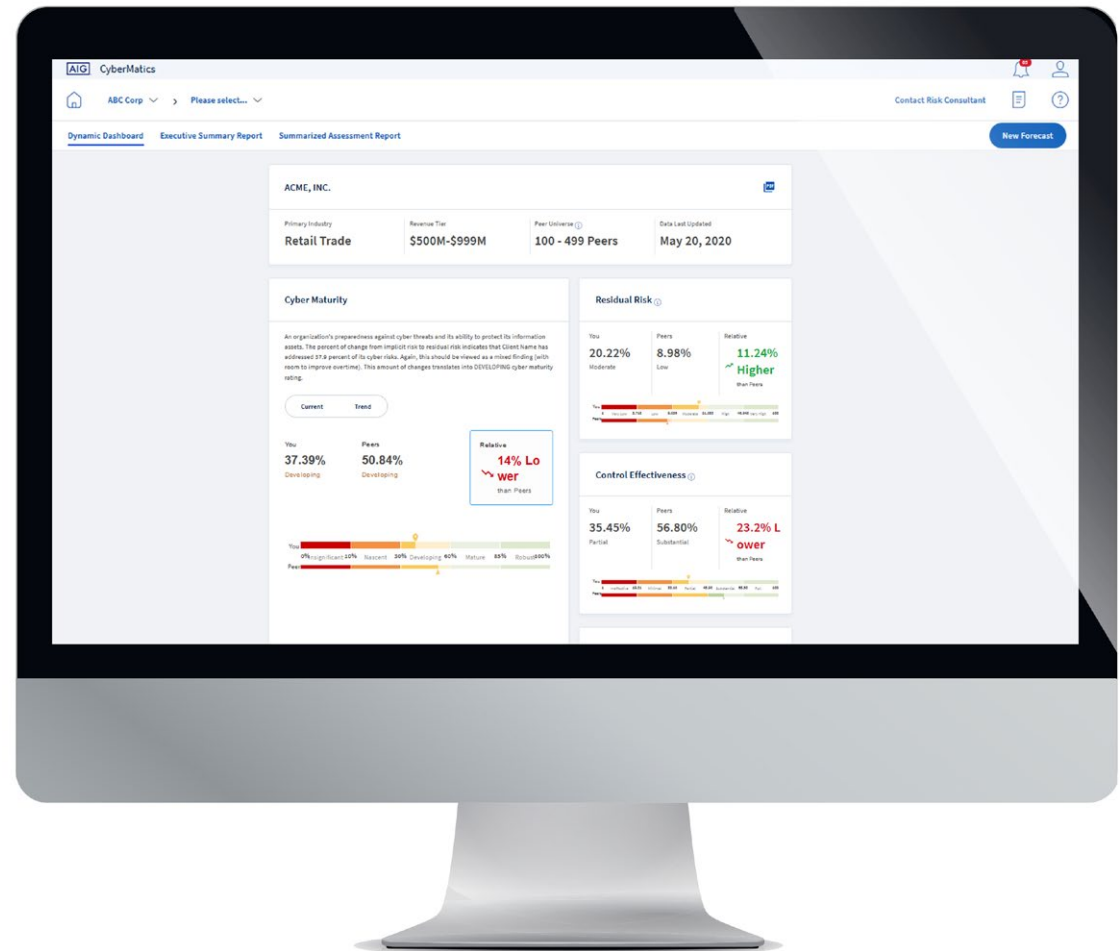 AIG CyberMatics
ABC Corp > Please select...
Contact Risk Consultant
Dynamic Dashboard Executive Summary Report Summarized Assessment Report
New Forecast
ACME, INC.
PDF
Primary Industry Revenue Tier Peer Universe Data Last Updated
Retail Trade $500M-$999M 100 - 499 Peers May 20, 2020
Cyber Maturity
An organization's preparedness against cyber threats and its ability to protect its information
assets. The percent of change from implicit risk to residual risk indicates that Client Name has
addressed 37.9 percent of its cyber risks. Again, this should be viewed as a mixed finding (with
room to improve overtime). This amount of changes translates into DEVELOPING cyber maturity
rating.
Current Trend
You Peers Relative
37.39% 50.84% 14% Lo
wer
Developing Developing
than Peers
You
0% Insignificant 10% Nascent 30% Developing 60% Mature 85% Robust 100%
Peer
Residual Risk
You Peers Relative
20.22% 8.98% 11.24%
Higher
Moderate Low
than Peers
You
Peers
Control Effectiveness
You Peers Relative
35.45% 56.80% 23.2% L
ower
Partial Substantial
than Peers
You
Peers